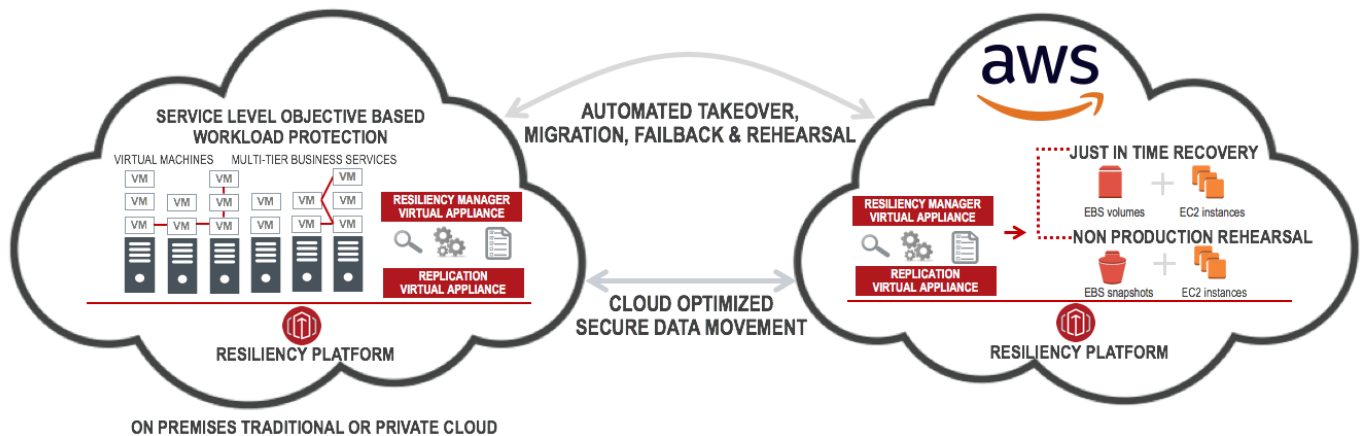 SERVICE LEVEL OBJECTIVE BASED
WORKLOAD PROTECTION
VIRTUAL MACHINES
MULTI-TIER BUSINESS SERVICES
VM VM VM
VM VM VM VM VM VM
VM VM VM VM VM VM
RESILIENCY MANAGER
VIRTUAL APPLIANCE
REPLICATION
VIRTUAL APPLIANCE
RESILIENCY PLATFORM
ON PREMISES TRADITIONAL OR PRIVATE CLOUD
AUTOMATED TAKEOVER,
MIGRATION, FAILBACK & REHEARSAL
CLOUD OPTIMIZED
SECURE DATA MOVEMENT
aws
RESILIENCY MANAGER
VIRTUAL APPLIANCE
REPLICATION
VIRTUAL APPLIANCE
JUST IN TIME RECOVERY
EBS volumes
EC2 instances
NON PRODUCTION REHEARSAL
EBS snapshots
EC2 instances
RESILIENCY PLATFORM